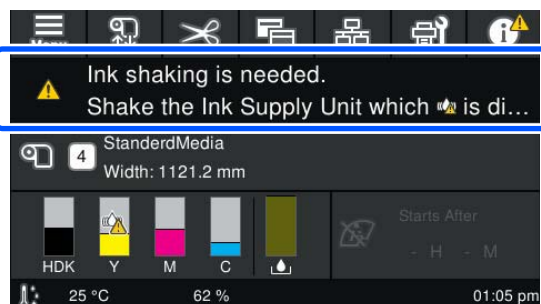 Menu
Ink shaking is needed.
Shake the Ink Supply Unit which is di...
4
StanderdMedia
Width: 1121.2 mm
Starts After
- H - M
HDK Y M C
25 °C 62 % 01:05 pm